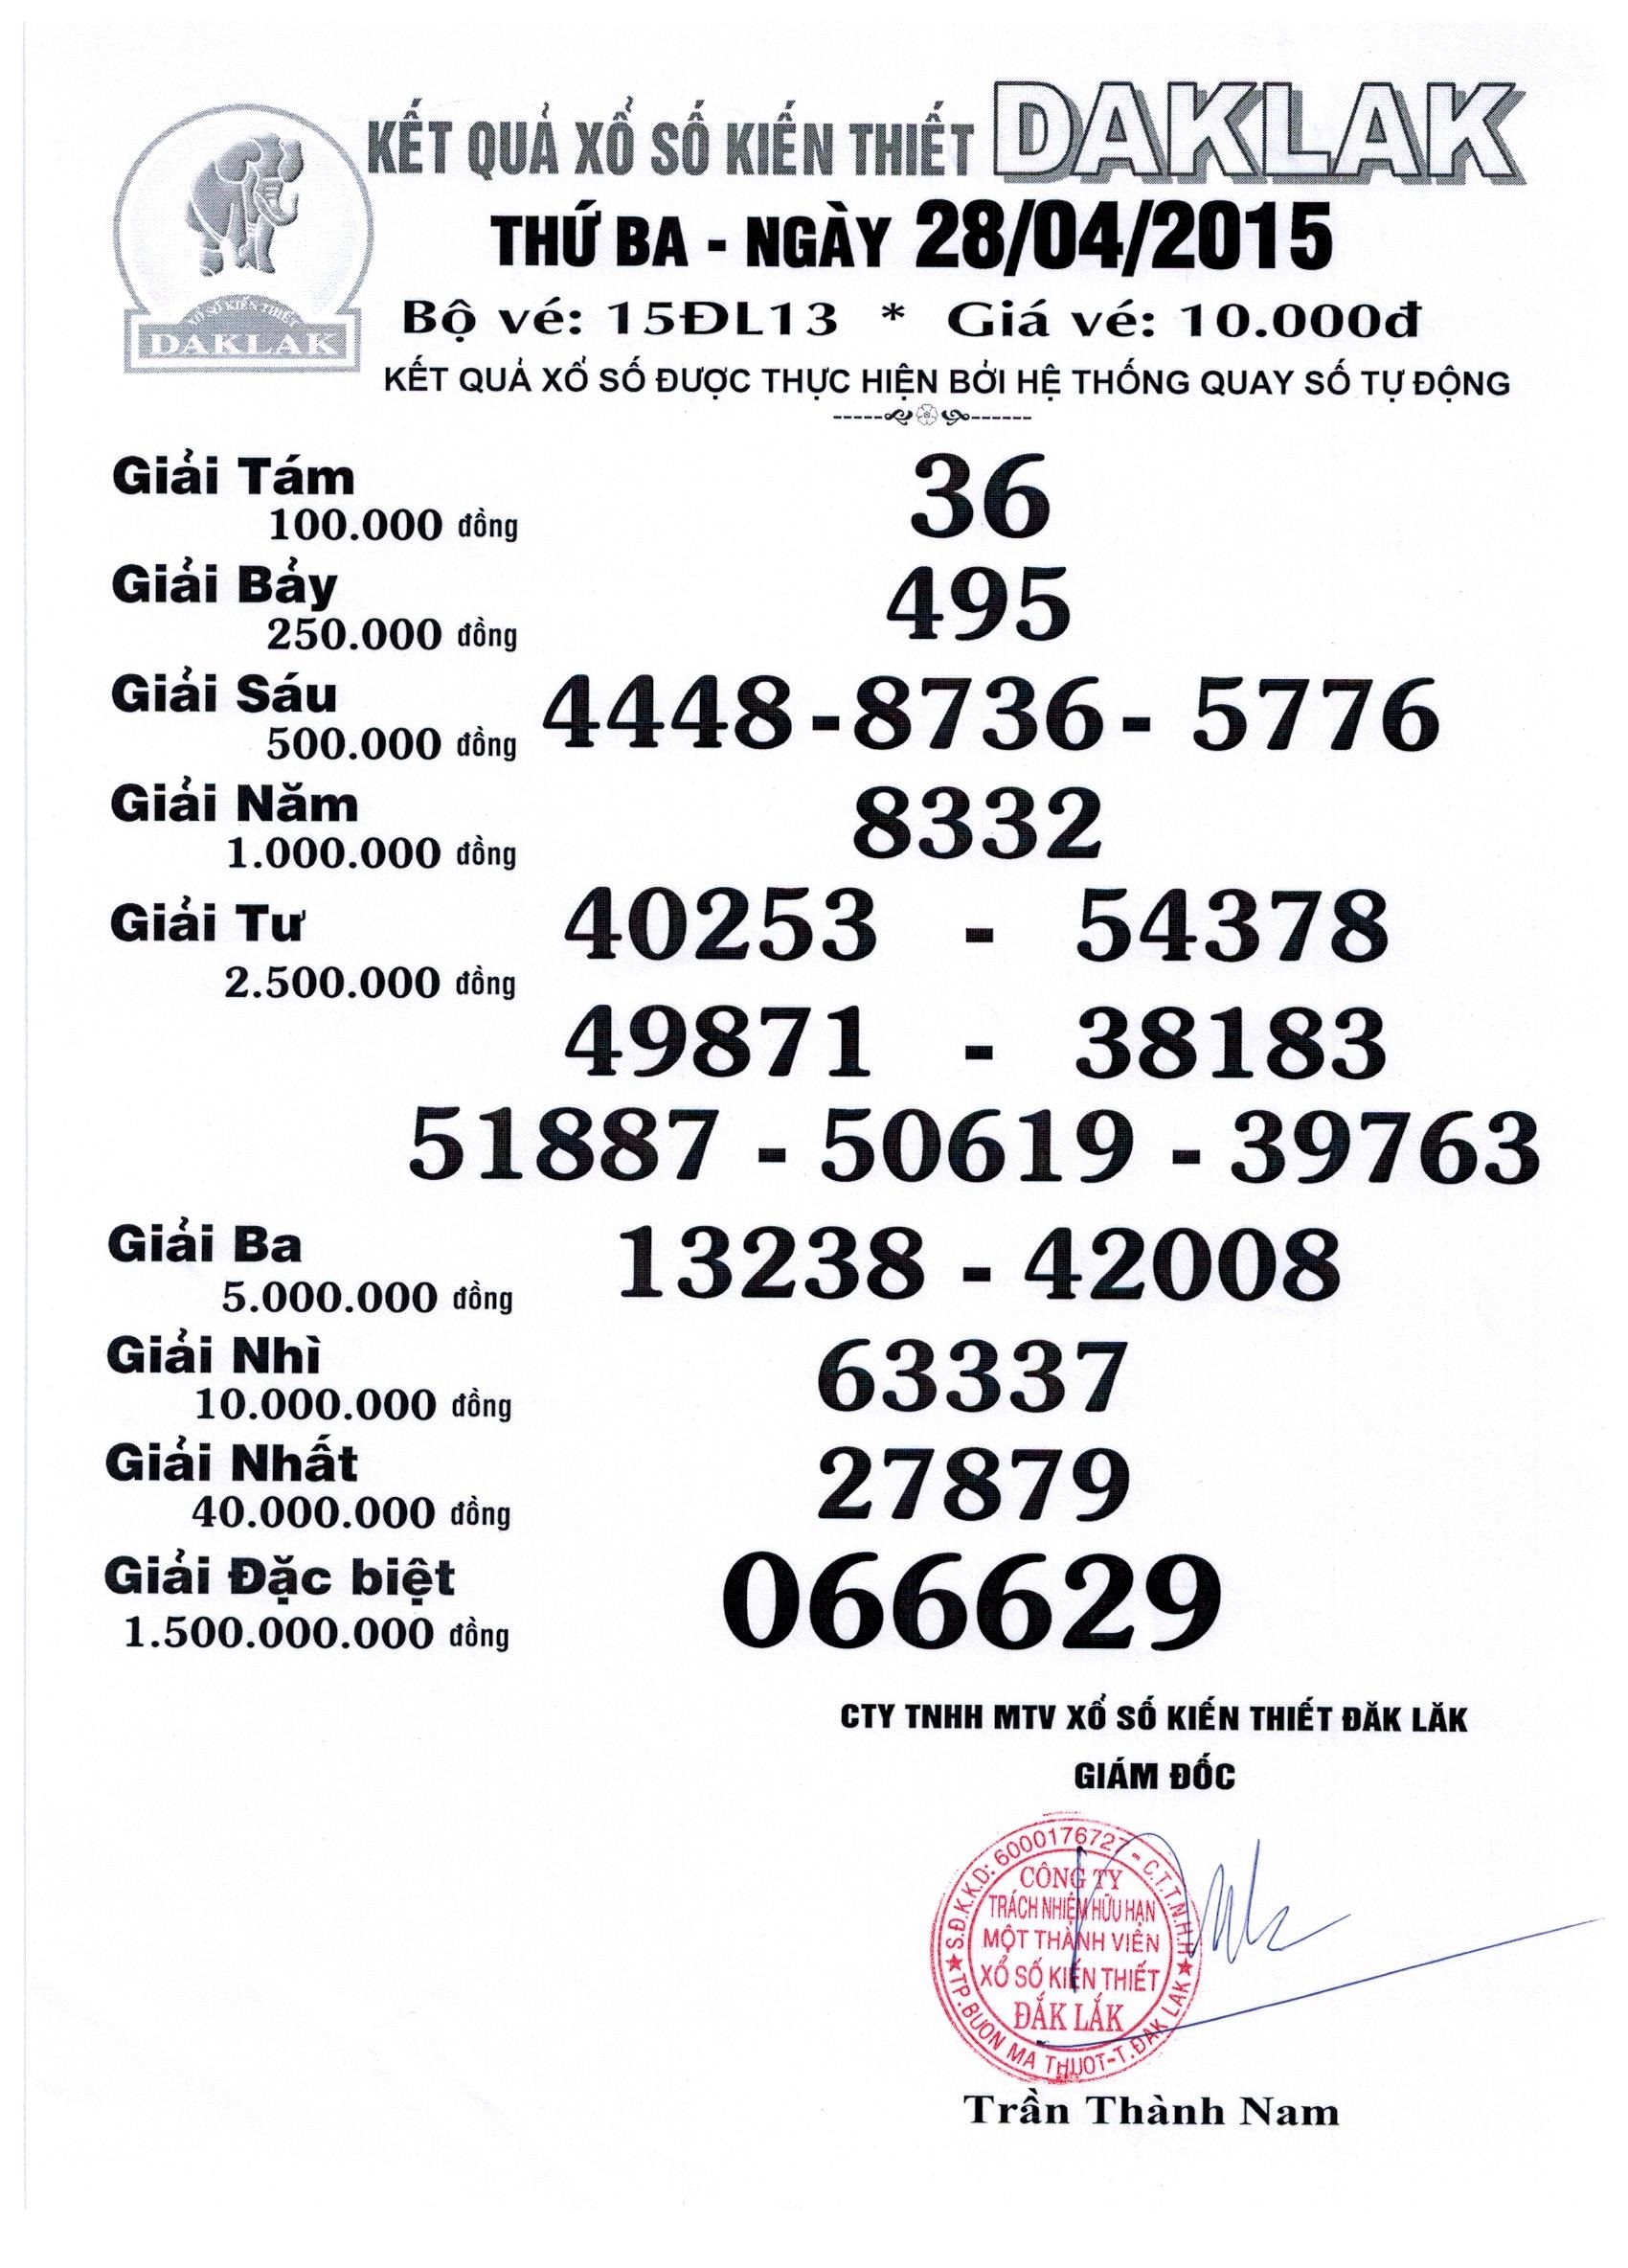 KẾT QUẢ XỔ SỐ KIẾN THIẾT DAKLAK
THỨ BA - NGÀY 28/04/2015
Bộ vé: 15ĐL13 * Giá vé: 10.000đ
KẾT QUẢ XỔ SỐ ĐƯỢC THỰC HIỆN BỞI HỆ THỐNG QUAY SỐ TỰ ĐỘNG
XỔ SỐ KIẾN THIẾT
DAKLAK
Giải Tám 36
100.000 đồng
Giải Bảy 495
250.000 đồng
Giải Sáu 4448 - 8736 - 5776
500.000 đồng
Giải Năm 8332
1.000.000 đồng
Giải Tư 40253 - 54378
2.500.000 đồng
49871 - 38183
51887 - 50619 - 39763
Giải Ba 13238 - 42008
5.000.000 đồng
Giải Nhì 63337
10.000.000 đồng
Giải Nhất 27879
40.000.000 đồng
Giải Đặc biệt 066629
1.500.000.000 đồng
CTY TNHH MTV XỔ SỐ KIẾN THIẾT ĐĂK LĂK
GIÁM ĐỐC
S.Đ.K.K.D: 6000176727 - C.T.T.N.H.H
CÔNG TY
TRÁCH NHIỆM HỮU HẠN
MỘT THÀNH VIÊN
XỔ SỐ KIẾN THIẾT
ĐẮK LẮK
TP.BUÔN MA THUỘT-T.ĐAK LAK
Trần Thành Nam